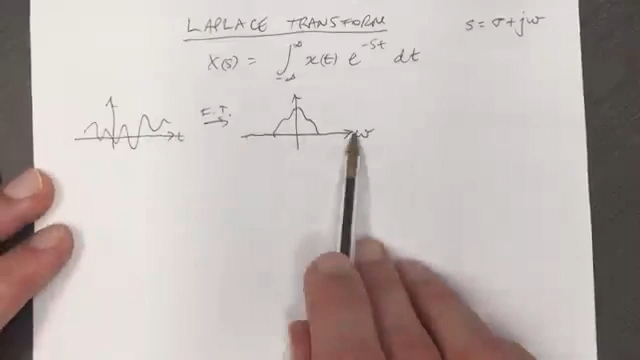 LAPLACE TRANSFORM
s = σ + jω
X(s) = ∫_{-∞}^{∞} x(t) e^{-st} dt
F.T.
t
ω